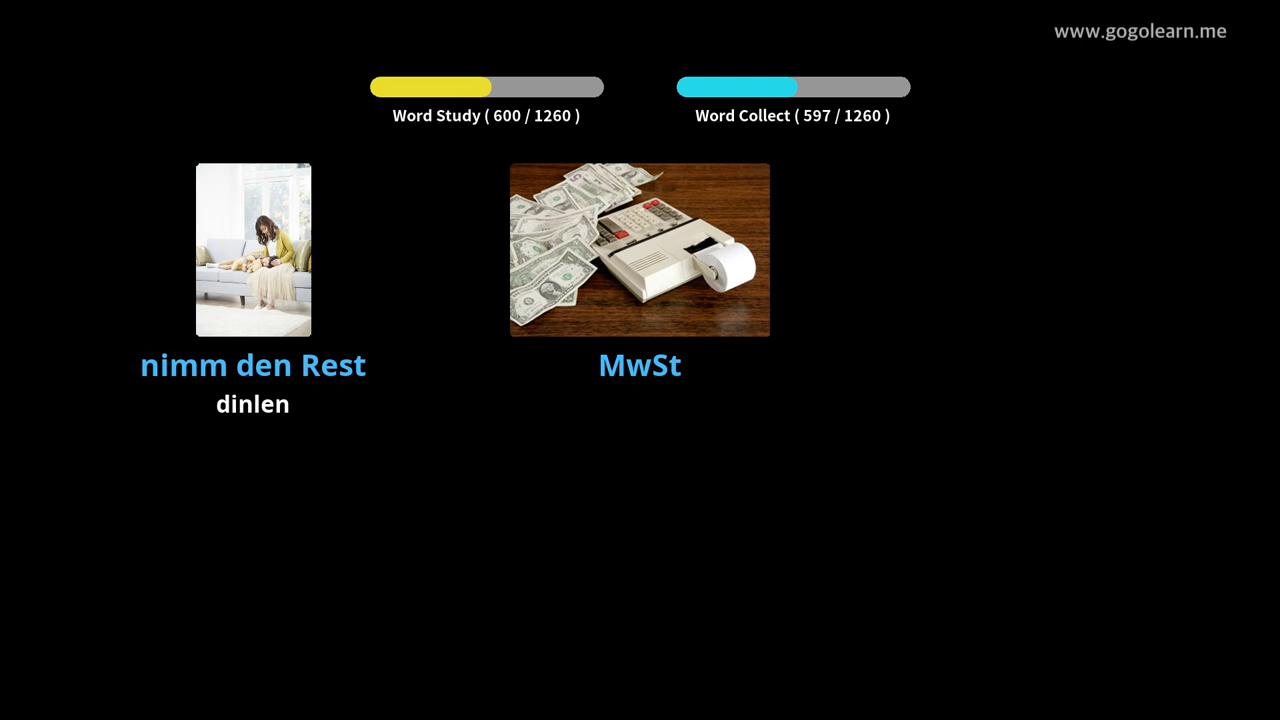 www.gogolearn.me
Word Study ( 600 / 1260 )
Word Collect ( 597 / 1260 )
nimm den Rest
dinlen
MwSt